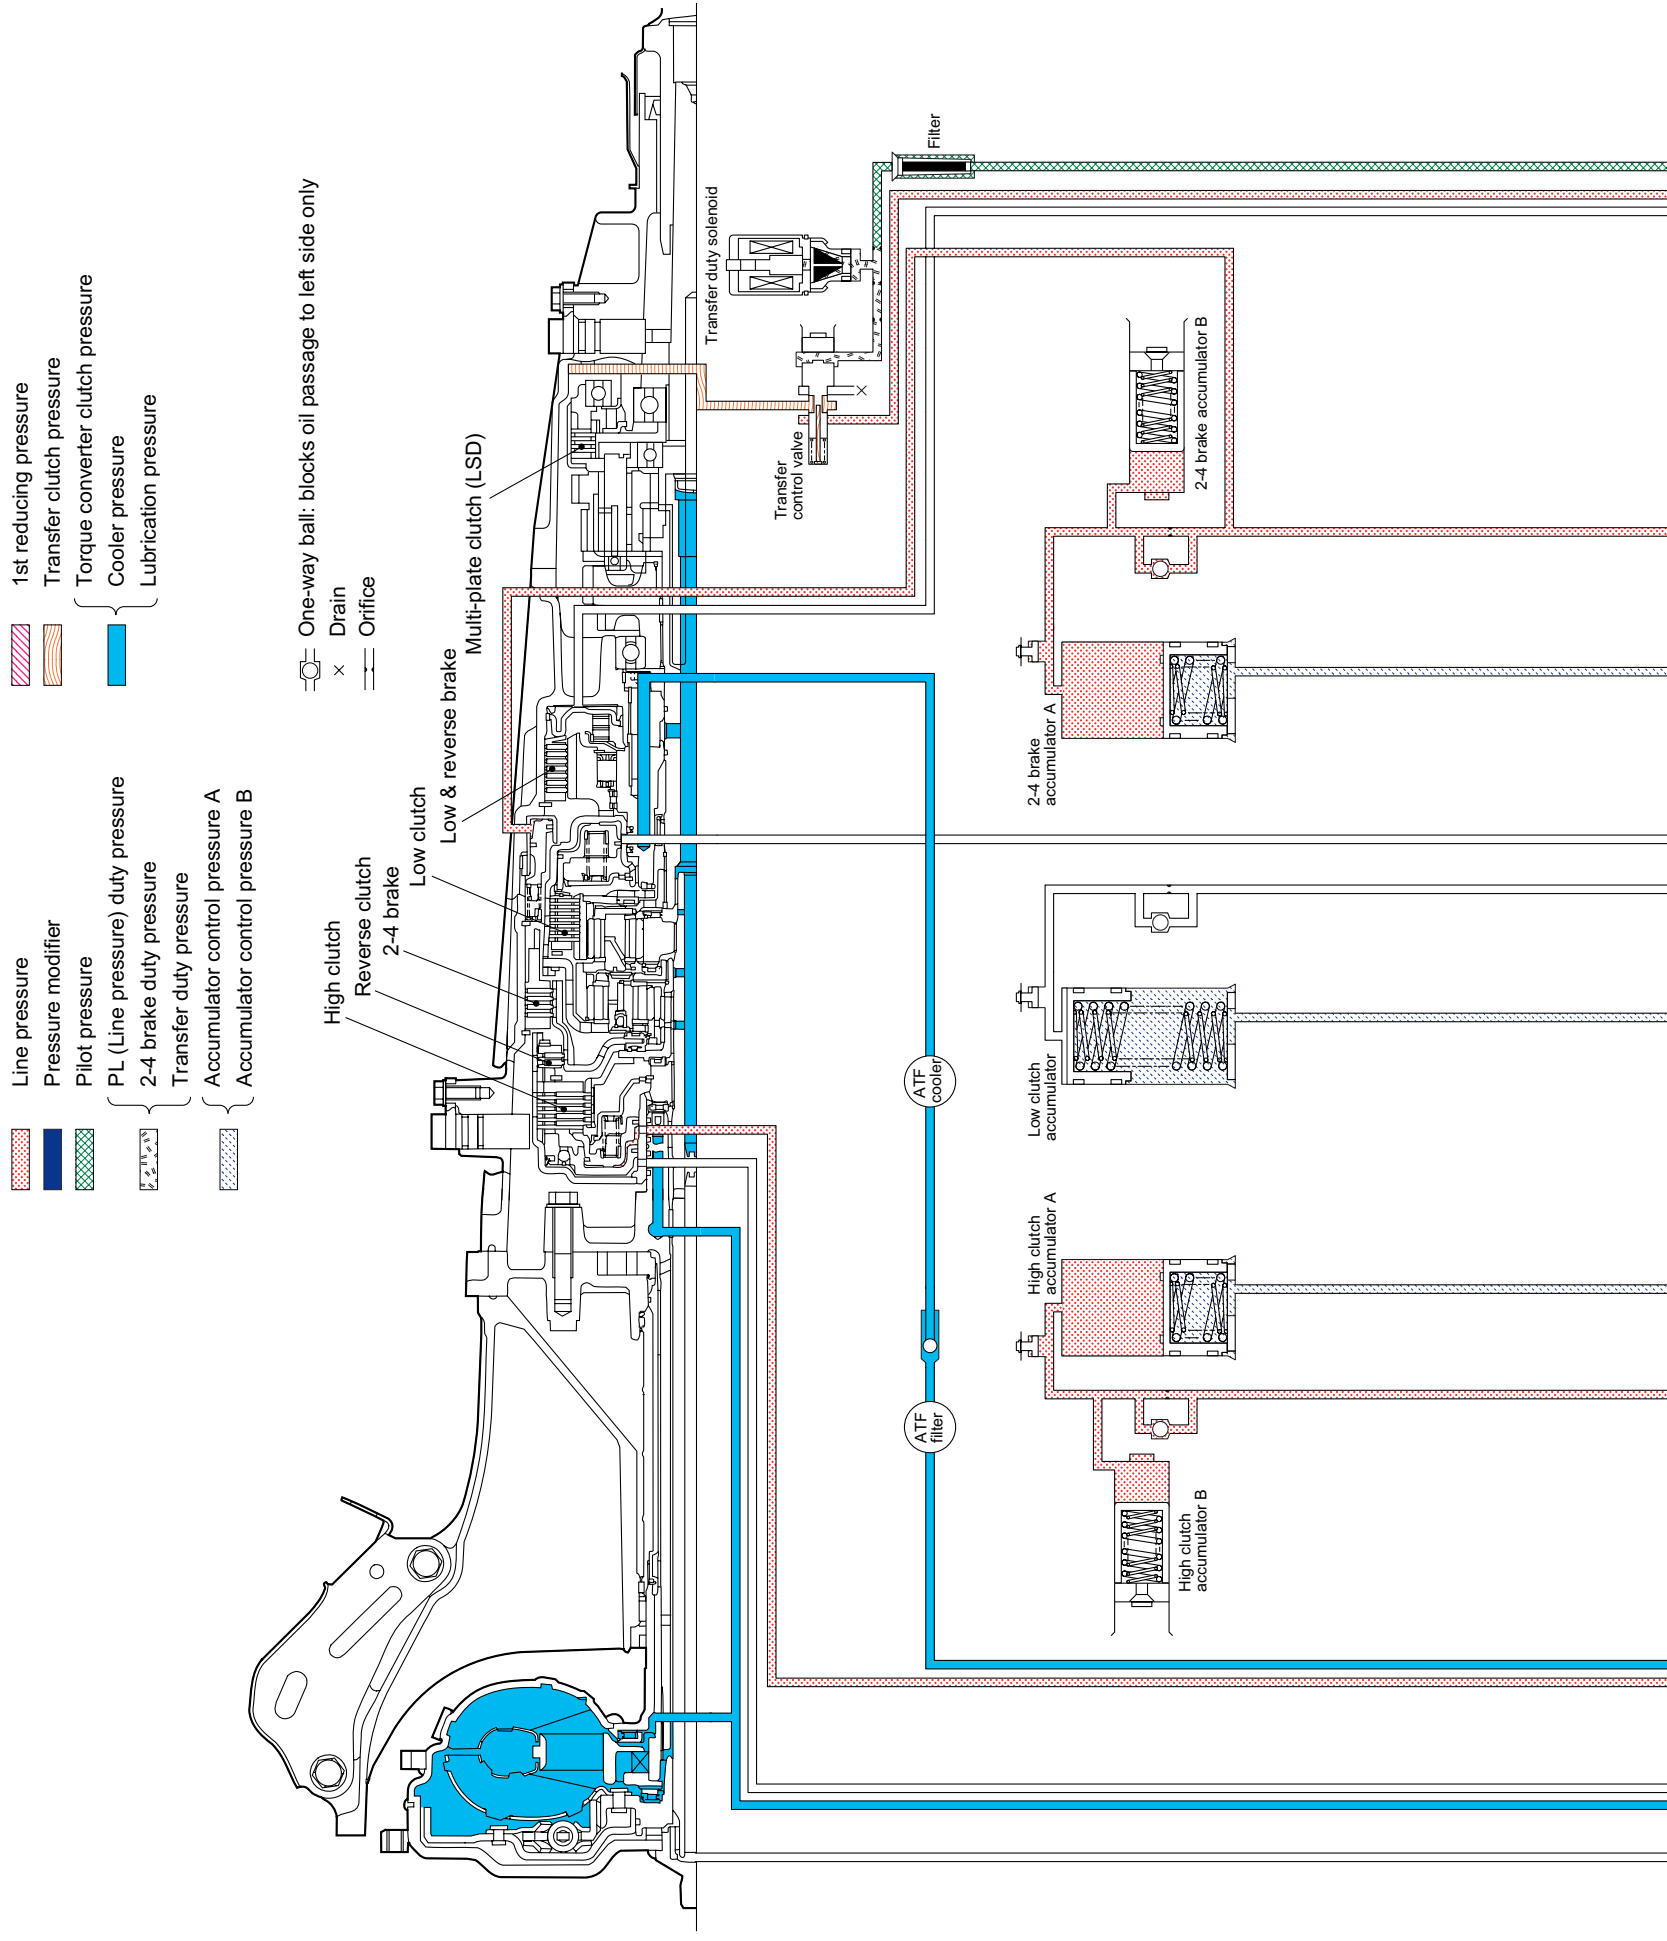 Line pressure
Pressure modifier
Pilot pressure
PL (Line pressure) duty pressure
2-4 brake duty pressure
Transfer duty pressure
Accumulator control pressure A
Accumulator control pressure B
1st reducing pressure
Transfer clutch pressure
Torque converter clutch pressure
Cooler pressure
Lubrication pressure
One-way ball: blocks oil passage to left side only
Drain
Orifice
High clutch
Reverse clutch
2-4 brake
Low clutch
Low & reverse brake
Multi-plate clutch (LSD)
Transfer duty solenoid
Filter
Transfer
control valve
ATF
filter
ATF
cooler
High clutch
accumulator B
High clutch
accumulator A
Low clutch
accumulator
2-4 brake
accumulator A
2-4 brake accumulator B